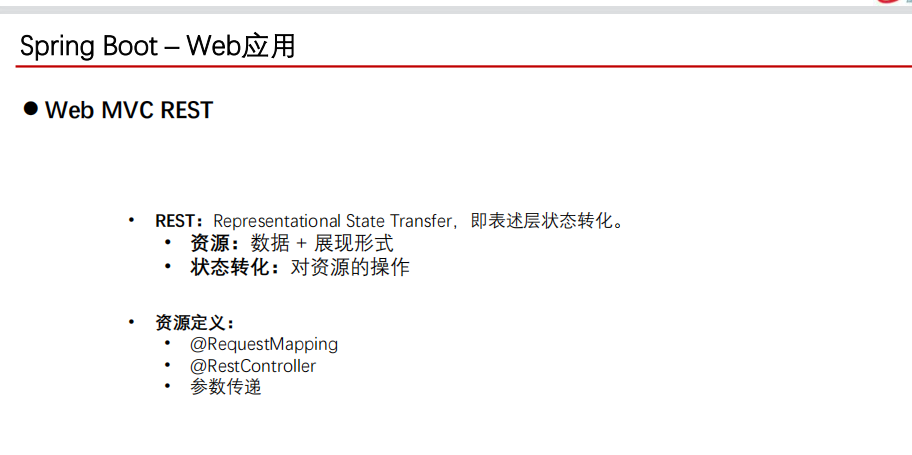 Spring Boot – Web应用
● Web MVC REST
• REST：Representational State Transfer，即表述层状态转化。
• 资源：数据 + 展现形式
• 状态转化：对资源的操作
• 资源定义：
• @RequestMapping
• @RestController
• 参数传递